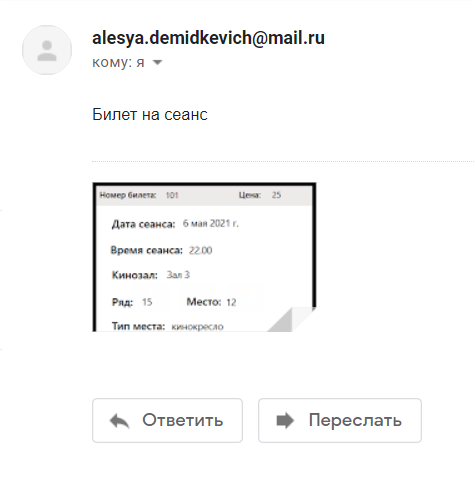 alesya.demidkevich@mail.ru
кому: я
Билет на сеанс
Номер билета: 101 Цена: 25
Дата сеанса: 6 мая 2021 г.
Время сеанса: 22:00
Кинозал: Зал 3
Ряд: 15 Место: 12
Тип места: кинокресло
Ответить Переслать